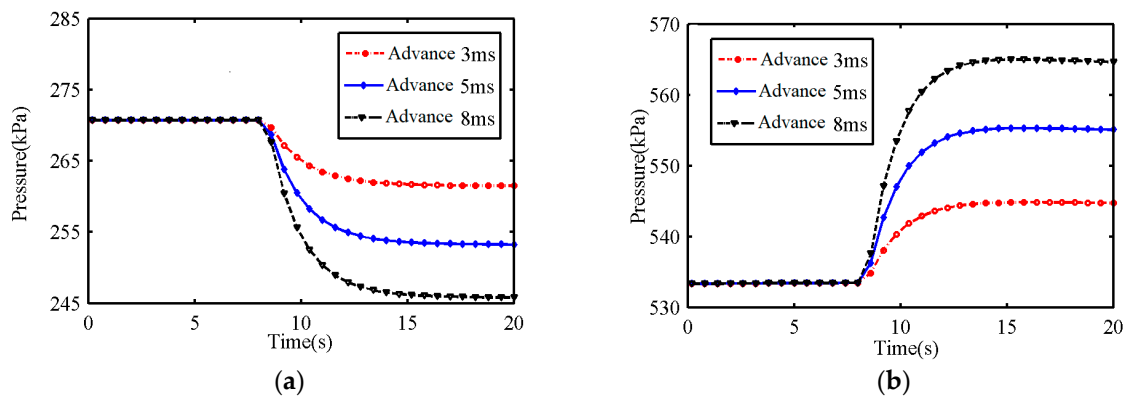 285
275
265
255
245
Pressure(kPa)
Advance 3ms
Advance 5ms
Advance 8ms
0 5 10 15 20
Time(s)
(a)
570
560
550
540
530
Pressure(kPa)
Advance 3ms
Advance 5ms
Advance 8ms
0 5 10 15 20
Time(s)
(b)